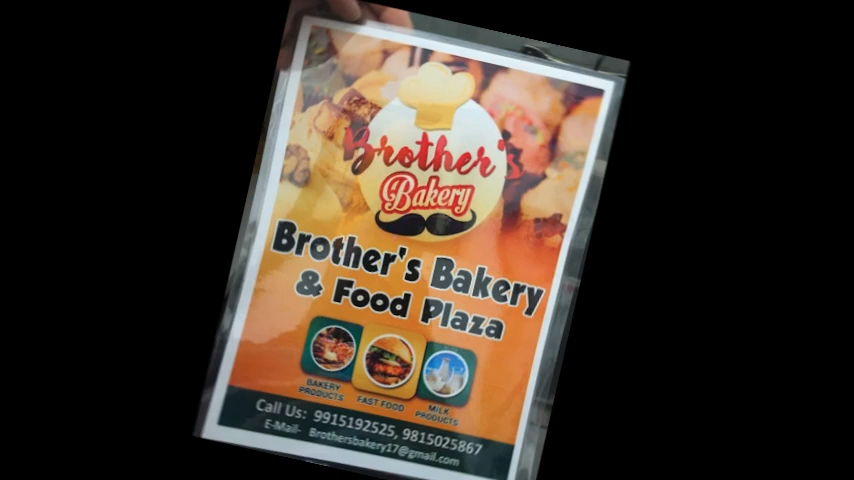 Brother's
Bakery
Brother's Bakery
& Food Plaza
BAKERY
PRODUCTS
FAST FOOD
MILK
PRODUCTS
Call Us: 9915192525, 9815025867
E-Mail- Brothersbakery17@gmail.com